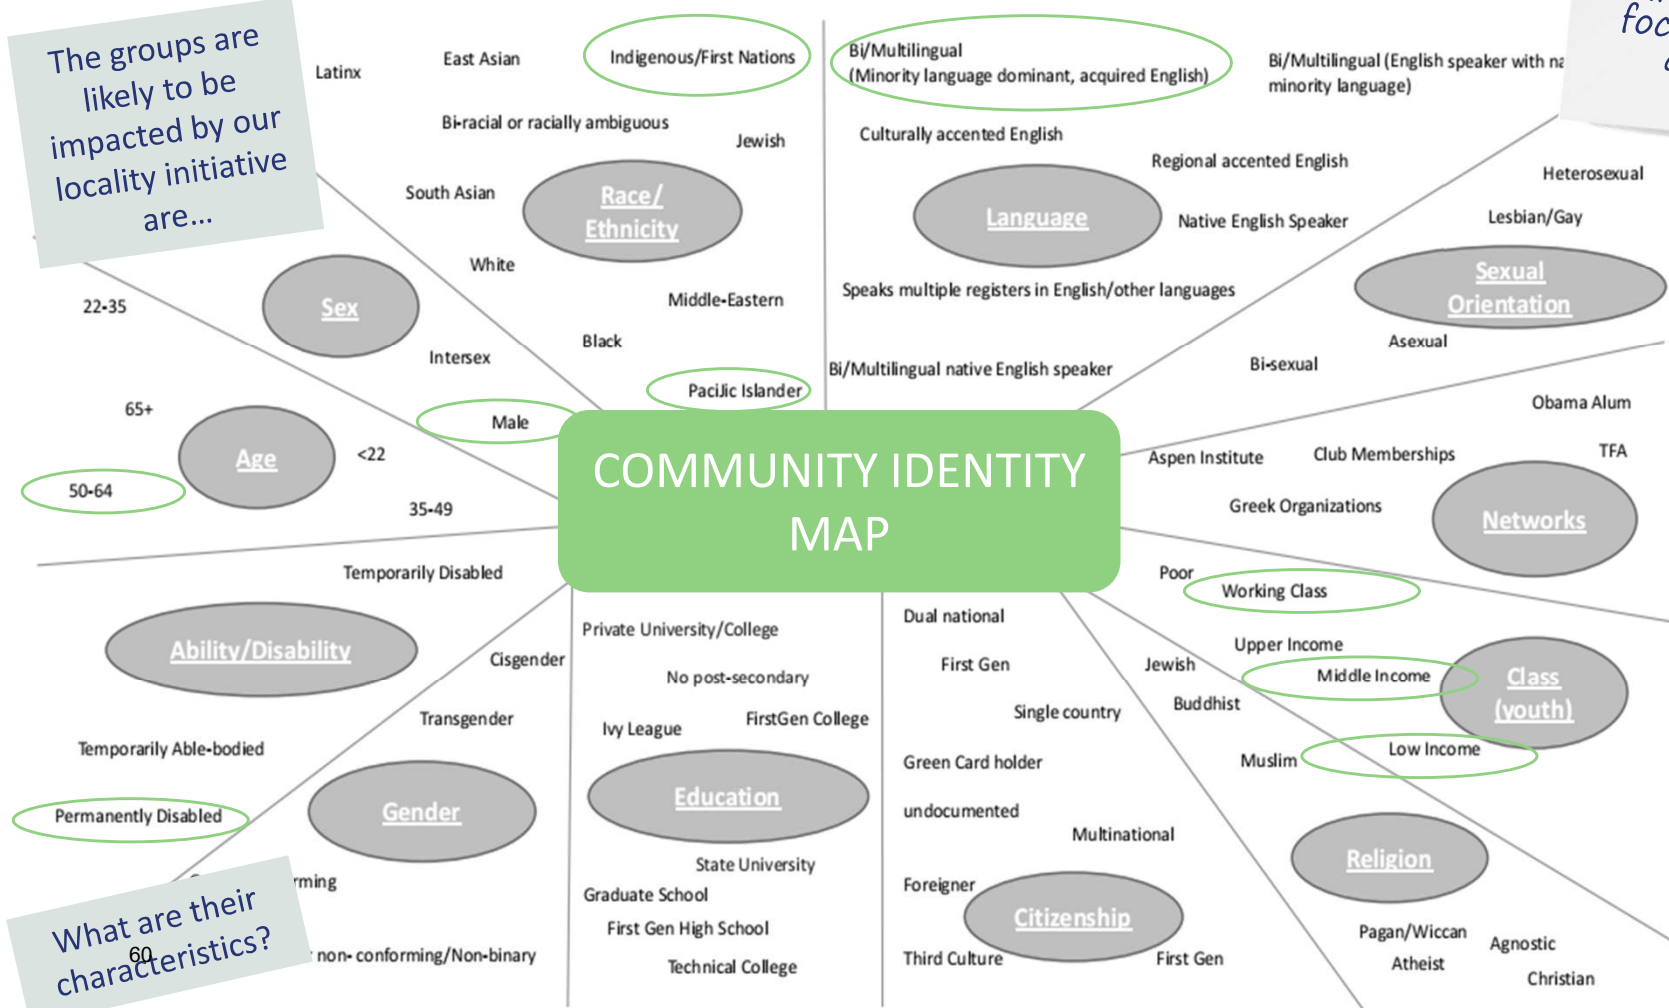 The groups are
likely to be
impacted by our
locality initiative
are...
Latinx
East Asian
Indigenous/First Nations
Bi-racial or racially ambiguous
Jewish
South Asian
Race/
Ethnicity
White
Middle-Eastern
Black
Pacific Islander
Bi/Multilingual
(Minority language dominant, acquired English)
Bi/Multilingual (English speaker with na
minority language)
Culturally accented English
Regional accented English
Language
Native English Speaker
Speaks multiple registers in English/other languages
Bi/Multilingual native English speaker
foc
Heterosexual
Lesbian/Gay
Sexual
Orientation
Asexual
Bi-sexual
Sex
Intersex
Male
22-35
65+
Age
<22
50-64
35-49
COMMUNITY IDENTITY
MAP
Obama Alum
Aspen Institute
Club Memberships
TFA
Greek Organizations
Networks
Poor
Working Class
Upper Income
Middle Income
Class
(youth)
Low Income
Temporarily Disabled
Ability/Disability
Temporarily Able-bodied
Permanently Disabled
Cisgender
Transgender
Gender
rming
non-conforming/Non-binary
Private University/College
No post-secondary
Ivy League
FirstGen College
Education
State University
Graduate School
First Gen High School
Technical College
Dual national
First Gen
Single country
Green Card holder
undocumented
Multinational
Foreigner
Citizenship
Third Culture
First Gen
Jewish
Buddhist
Muslim
Religion
Pagan/Wiccan
Agnostic
Atheist
Christian
What are their
characteristics?
60